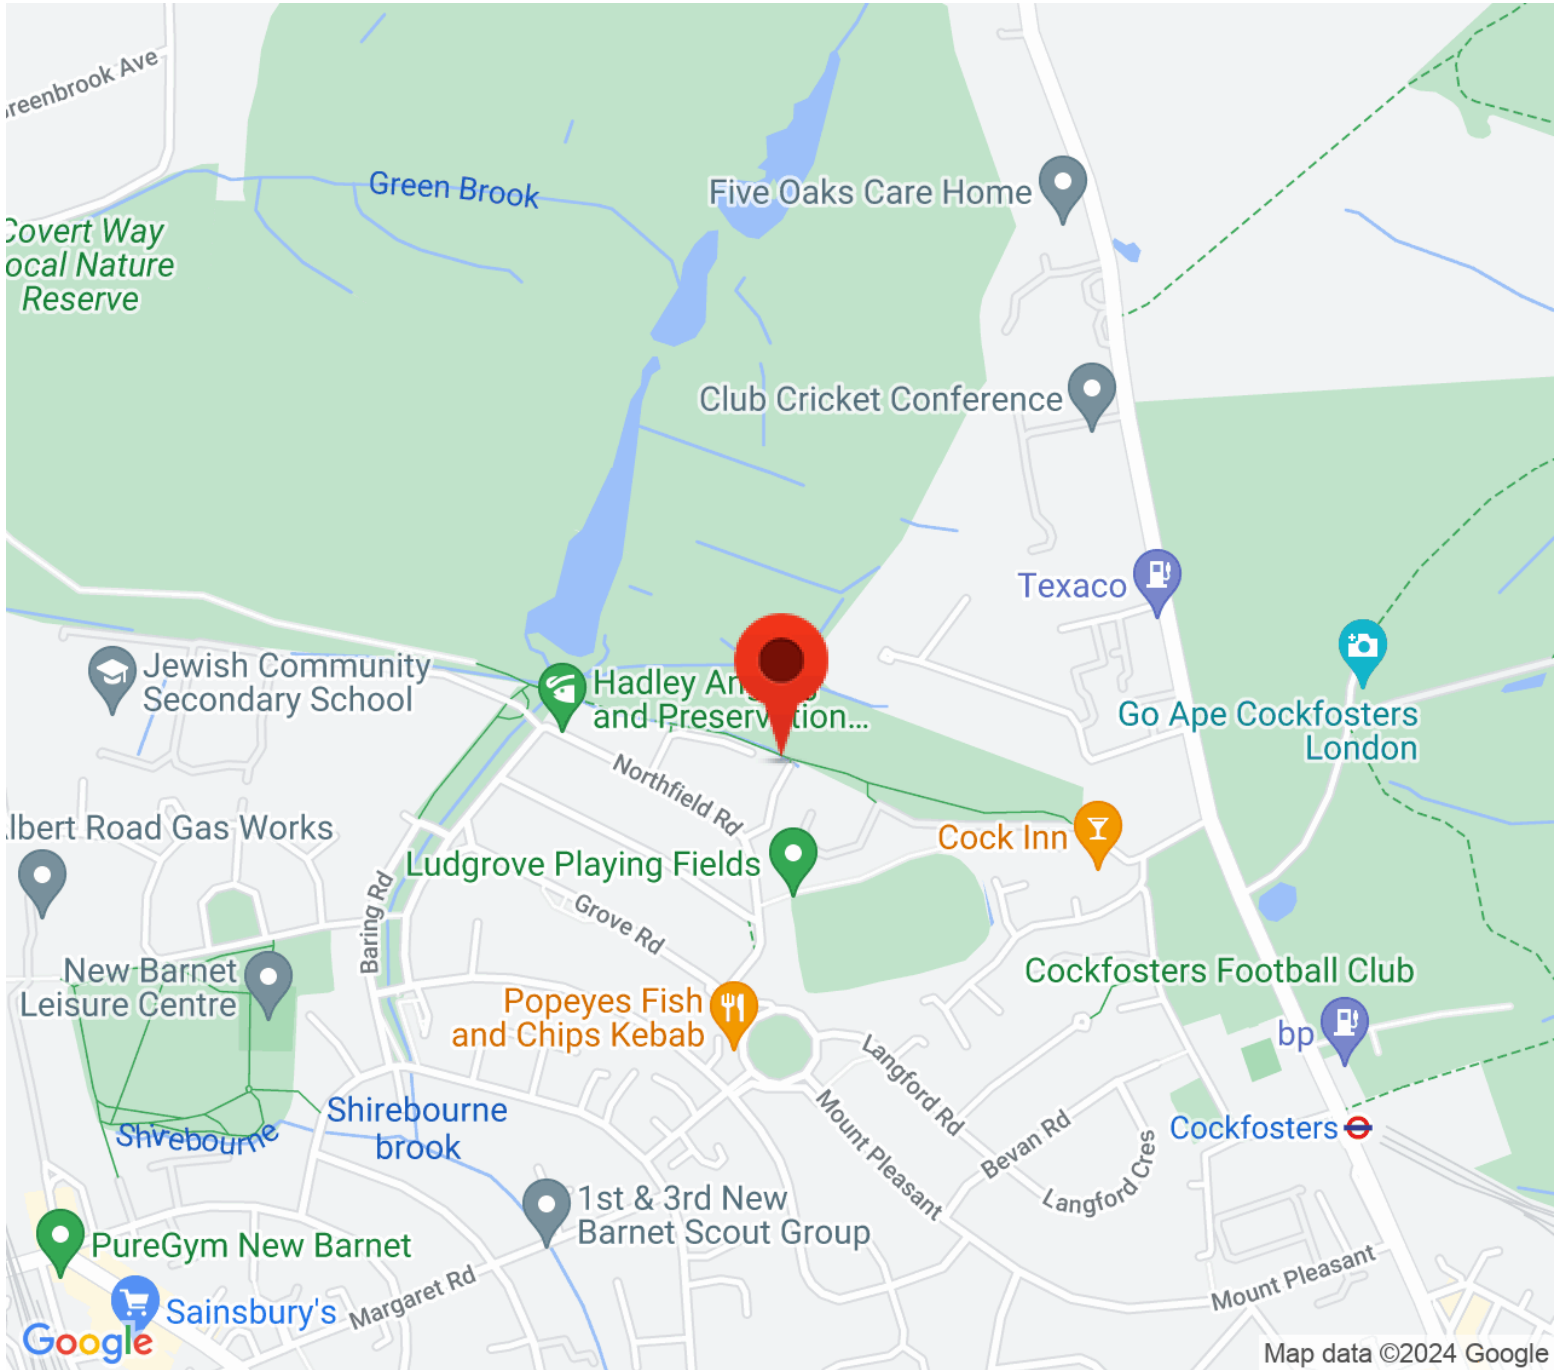 Greenbrook Ave
Green Brook
Five Oaks Care Home
Covert Way
ocal Nature
Reserve
Club Cricket Conference
Texaco
Jewish Community
Secondary School
Hadley
and Preservation...
Go Ape Cockfosters
London
Northfield Rd
lbert Road Gas Works
Cock Inn
Ludgrove Playing Fields
Baring Rd
Grove Rd
New Barnet
Leisure Centre
Cockfosters Football Club
Popeyes Fish
and Chips Kebab
bp
Langford Rd
Shirebourne
brook
Shirebourne
Mount Pleasant
Bevan Rd
Cockfosters
Langford Cres
1st & 3rd New
Barnet Scout Group
PureGym New Barnet
Margaret Rd
Mount Pleasant
Sainsbury's
Google
Map data ©2024 Google